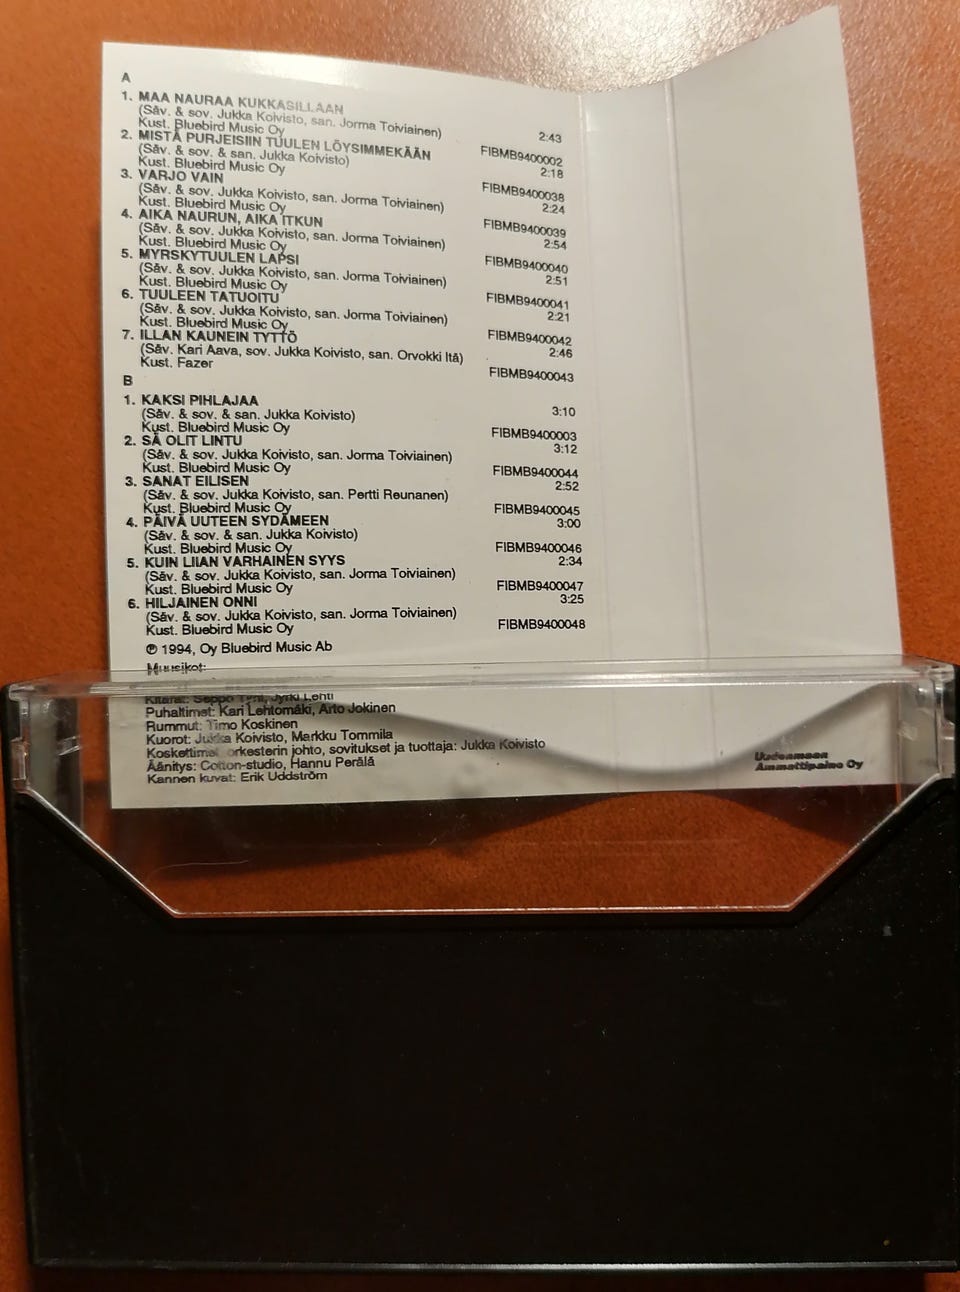 A
1. MAA NAURAA KUKKASILLAAN
(Säv. & sov. Jukka Koivisto, san. Jorma Toiviainen) 2:43
Kust. Bluebird Music Oy FIBMB9400002
2. MISTÄ PURJEISIIN TUULEN LÖYSIMMEKÄÄN
(Säv. & sov. & san. Jukka Koivisto) 2:18
Kust. Bluebird Music Oy FIBMB9400038
3. VARJO VAIN
(Säv. & sov. Jukka Koivisto, san. Jorma Toiviainen) 2:24
Kust. Bluebird Music Oy FIBMB9400039
4. AIKA NAURUN, AIKA ITKUN
(Säv. & sov. Jukka Koivisto, san. Jorma Toiviainen) 2:54
Kust. Bluebird Music Oy FIBMB9400040
5. MYRSKYTUULEN LAPSI
(Säv. & sov. Jukka Koivisto, san. Jorma Toiviainen) 2:51
Kust. Bluebird Music Oy FIBMB9400041
6. TUULEEN TATUOITU
(Säv. & sov. Jukka Koivisto, san. Jorma Toiviainen) 2:21
Kust. Bluebird Music Oy FIBMB9400042
7. ILLAN KAUNEIN TYTTÖ
(Säv. Kari Aava, sov. Jukka Koivisto, san. Orvokki Itä) 2:46
Kust. Fazer FIBMB9400043
B
1. KAKSI PIHLAJAA
(Säv. & sov. & san. Jukka Koivisto) 3:10
Kust. Bluebird Music Oy FIBMB9400003
2. SÄ OLIT LINTU
(Säv. & sov. Jukka Koivisto, san. Jorma Toiviainen) 3:12
Kust. Bluebird Music Oy FIBMB9400044
3. SANAT EILISEN
(Säv. & sov. Jukka Koivisto, san. Pertti Reunanen) 2:52
Kust. Bluebird Music Oy FIBMB9400045
4. PÄIVÄ UUTEEN SYDÄMEEN
(Säv. & sov. & san. Jukka Koivisto) 3:00
Kust. Bluebird Music Oy FIBMB9400046
5. KUIN LIIAN VARHAINEN SYYS
(Säv. & sov. Jukka Koivisto, san. Jorma Toiviainen) 2:34
Kust. Bluebird Music Oy FIBMB9400047
6. HILJAINEN ONNI
(Säv. & sov. Jukka Koivisto, san. Jorma Toiviainen) 3:25
Kust. Bluebird Music Oy FIBMB9400048
℗ 1994, Oy Bluebird Music Ab
Muusikot:
Kitarat: Seppo Jyrki Lehti
Puhaltimet: Kari Lehtomäki, Arto Jokinen
Rummut: Timo Koskinen
Kuorot: Jukka Koivisto, Markku Tommila
Koskettimet, orkesterin johto, sovitukset ja tuottaja: Jukka Koivisto
Äänitys: Cotton-studio, Hannu Perälä
Kannen kuvat: Erik Uddström
Uudenmaan
Ammattipaino Oy